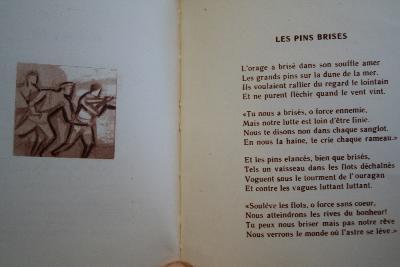 LES PINS BRISES
L'orage a brisé dans son souffle amer
Les grands pins sur la dune de la mer.
Ils voulaient rallier du regard le lointain
Et ne purent fléchir quand le vent vint.
«Tu nous a brisés, o force ennemie,
Mais notre lutte est loin d'être finie.
Nous te disons non dans chaque sanglot.
En nous la haine, te crie chaque rameau.»
Et les pins élancés, bien que brisés,
Tels un vaisseau dans les flots déchaînés
Voguent sous le tourment de l'ouragan
Et contre les vagues luttant luttant.
«Soulève les flots, o force sans coeur,
Nous atteindrons les rives du bonheur!
Tu peux nous briser mais pas notre rêve
Nous verrons le monde où l'astre se lève.»